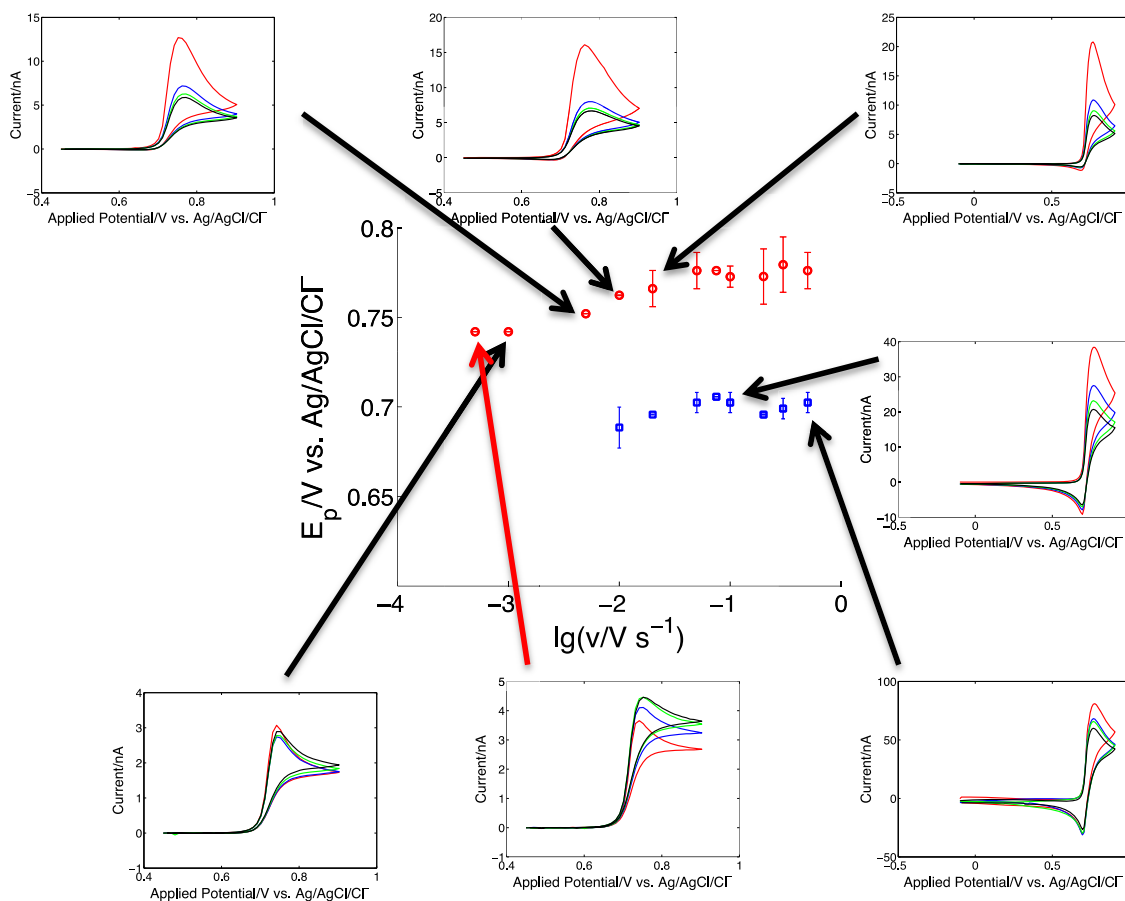 15
10
5
0
−5
Current/nA
0.4 0.6 0.8 1
Applied Potential/V vs. Ag/AgCl/Cl⁻
20
15
10
5
0
−5
Current/nA
0.4 0.6 0.8 1
Applied Potential/V vs. Ag/AgCl/Cl⁻
25
20
15
10
5
0
−5
Current/nA
−0.5 0 0.5
Applied Potential/V vs. Ag/AgCl/Cl⁻
0.8
0.75
0.7
0.65
E_p/V vs. Ag/AgCl/Cl⁻
−4 −3 −2 −1 0
lg(v/V s⁻¹)
40
30
20
10
0
−10
Current/nA
−0.5 0 0.5
Applied Potential/V vs. Ag/AgCl/Cl⁻
4
3
2
1
0
−1
Current/nA
0.4 0.6 0.8 1
Applied Potential/V vs. Ag/AgCl/Cl⁻
5
4
3
2
1
0
−1
Current/nA
0.4 0.6 0.8 1
Applied Potential/V vs. Ag/AgCl/Cl⁻
100
50
0
−50
Current/nA
−0.5 0 0.5
Applied Potential/V vs. Ag/AgCl/Cl⁻